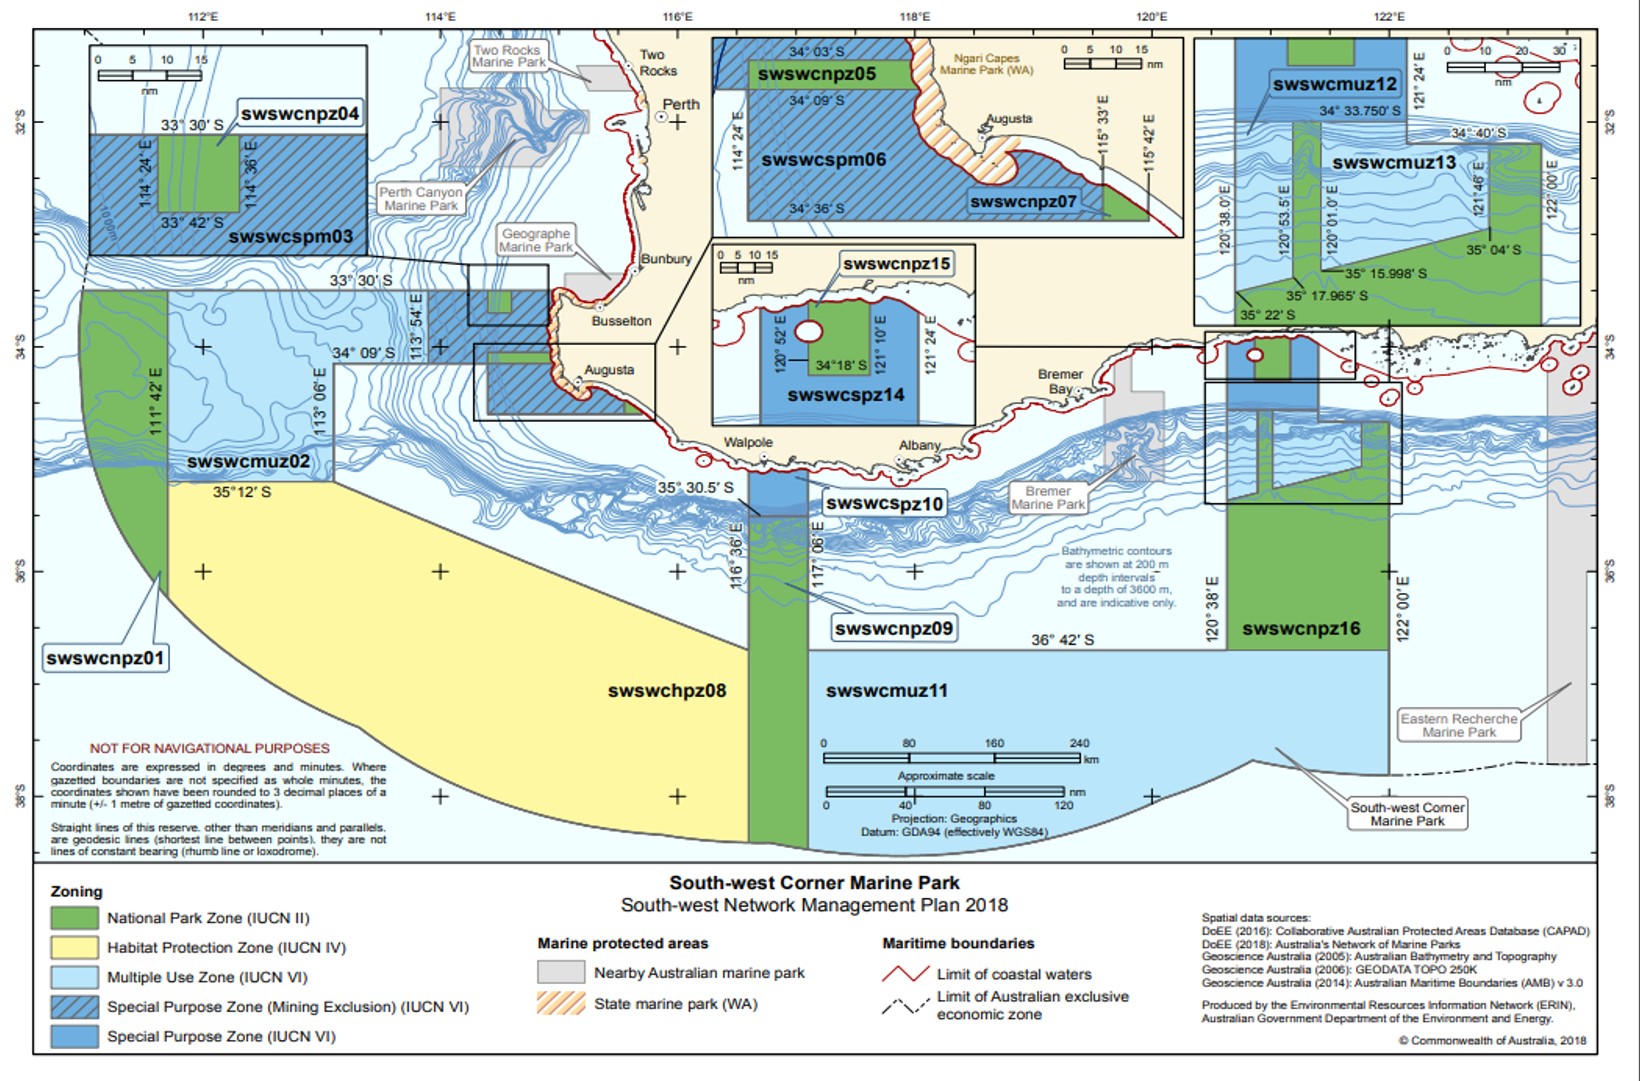 112°E
114°E
116°E
118°E
120°E
122°E
0 5 10 15
nm
33° 30′ S
swswcnpz04
114° 24′ E
114° 36′ E
33° 42′ S
swswcspm03
1000m
Two Rocks
Marine Park
Two
Rocks
Perth
Perth Canyon
Marine Park
Geographe
Marine Park
Bunbury
33° 30′ S
Busselton
113° 54′ E
34° 09′ S
Augusta
34° 03′ S
swswcnpz05
34° 09′ S
114° 24′ E
swswcspm06
34° 36′ S
Ngari Capes
Marine Park (WA)
0 5 10 15
nm
Augusta
115° 33′ E
115° 42′ E
swswcnpz07
0 5 10 15
nm
swswcnpz15
120° 52′ E
121° 10′ E
121° 24′ E
34°18′ S
swswcspz14
0 10 20 30
nm
swswcmuz12
121° 24′ E
34° 33.750′ S
34° 40′ S
swswcmuz13
120° 38.0′ E
120° 53.5′ E
120° 01.0′ E
121° 46′ E
122° 00′ E
35° 04′ S
35° 15.998′ S
35° 17.965′ S
35° 22′ S
32°S
34°S
36°S
38°S
32°S
34°S
36°S
38°S
111° 42′ E
113° 06′ E
swswcmuz02
35°12′ S
swswcnpz01
Walpole
Albany
Bremer
Bay
35° 30.5′ S
swswcspz10
116° 36′ E
117° 06′ E
Bremer
Marine Park
Bathymetric contours
are shown at 200 m
depth intervals
to a depth of 3600 m,
and are indicative only.
swswcnpz09
36° 42′ S
120° 38′ E
swswcnpz16
122° 00′ E
swswchpz08
swswcmuz11
Eastern Recherche
Marine Park
0 80 160 240
km
Approximate scale
nm
0 40 80 120
Projection: Geographics
Datum: GDA94 (effectively WGS84)
South-west Corner
Marine Park
NOT FOR NAVIGATIONAL PURPOSES
Coordinates are expressed in degrees and minutes. Where
gazetted boundaries are not specified as whole minutes, the
coordinates shown have been rounded to 3 decimal places of a
minute (+/- 1 metre of gazetted coordinates).
Straight lines of this reserve, other than meridians and parallels,
are geodesic lines (shortest line between points), they are not
lines of constant bearing (rhumb line or loxodrome).
South-west Corner Marine Park
South-west Network Management Plan 2018
Zoning
National Park Zone (IUCN II)
Habitat Protection Zone (IUCN IV)
Multiple Use Zone (IUCN VI)
Special Purpose Zone (Mining Exclusion) (IUCN VI)
Special Purpose Zone (IUCN VI)
Marine protected areas
Nearby Australian marine park
State marine park (WA)
Maritime boundaries
Limit of coastal waters
Limit of Australian exclusive
economic zone
Spatial data sources:
DoEE (2016): Collaborative Australian Protected Areas Database (CAPAD)
DoEE (2018): Australia's Network of Marine Parks
Geoscience Australia (2005): Australian Bathymetry and Topography
Geoscience Australia (2006): GEODATA TOPO 250K
Geoscience Australia (2014): Australian Maritime Boundaries (AMB) v 3.0
Produced by the Environmental Resources Information Network (ERIN),
Australian Government Department of the Environment and Energy.
© Commonwealth of Australia, 2018